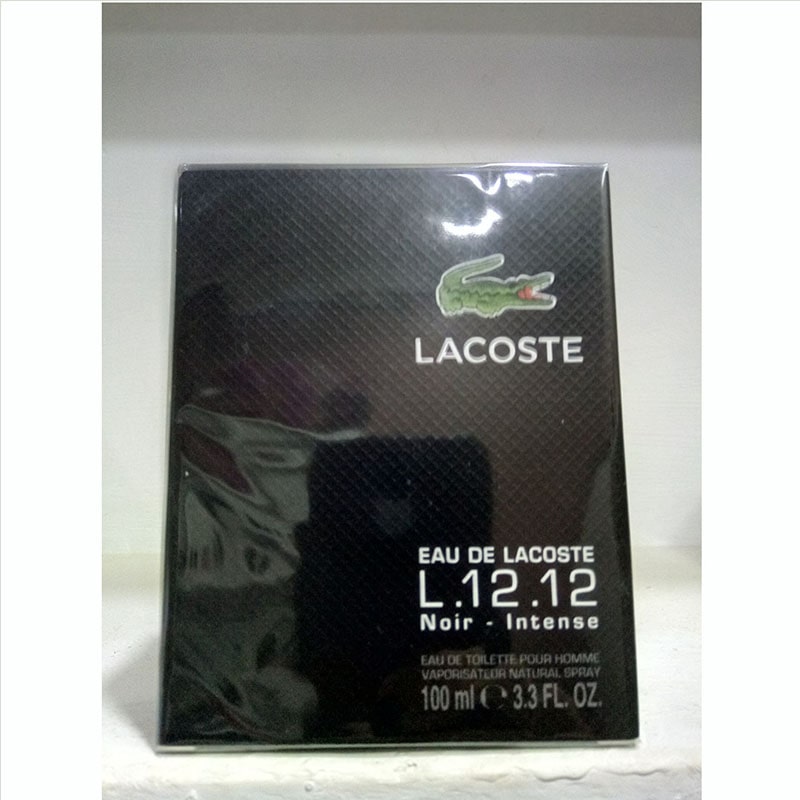 LACOSTE
EAU DE LACOSTE
L.12.12
Noir - Intense
EAU DE TOILETTE POUR HOMME
VAPORISATEUR NATURAL SPRAY
100 ml ℮ 3.3 FL. OZ.